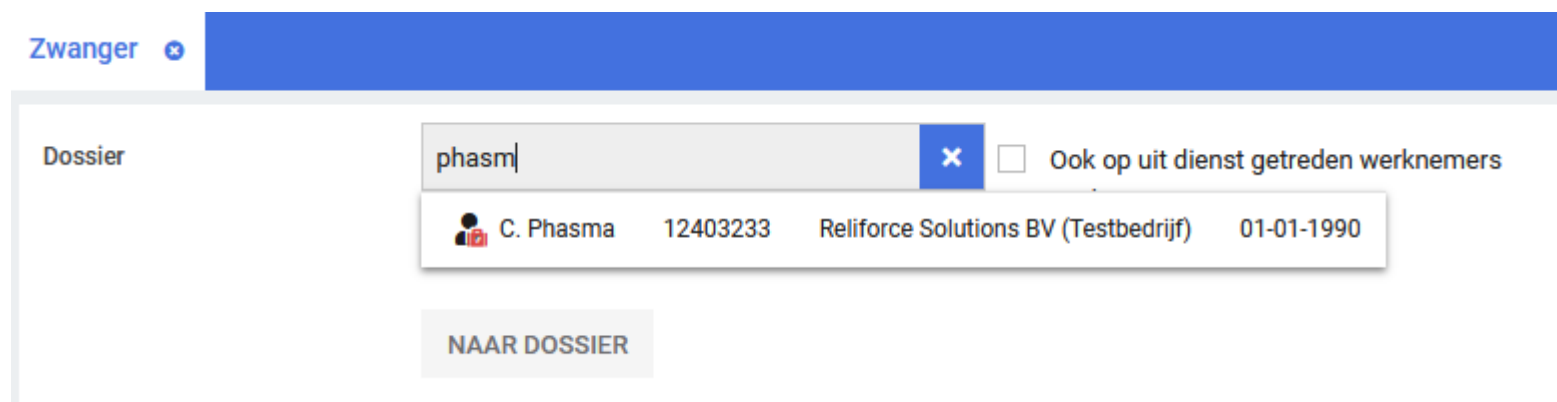 Zwanger
Dossier
phasm
Ook op uit dienst getreden werknemers
C. Phasma 12403233 Reliforce Solutions BV (Testbedrijf) 01-01-1990
NAAR DOSSIER